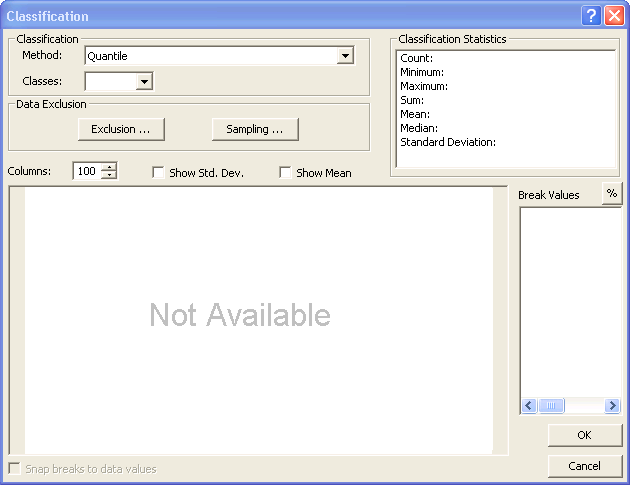 Classification
Classification
Method:
Quantile
Classes:
Data Exclusion
Exclusion ...
Sampling ...
Classification Statistics
Count:
Minimum:
Maximum:
Sum:
Mean:
Median:
Standard Deviation:
Columns:
100
Show Std. Dev.
Show Mean
Break Values
%
Not Available
OK
Snap breaks to data values
Cancel